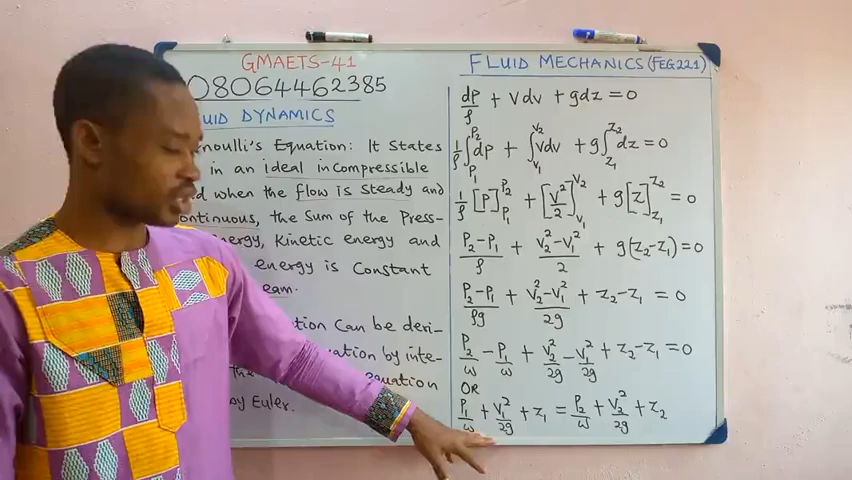 GMAETS-41
08064462385
UID DYNAMICS
noulli's Equation: It States
in an ideal incompressible
d when the flow is steady and
ontinuous, the Sum of the Press-
nergy, Kinetic energy and
energy is Constant
eam.
tion Can be deri-
uation by inte-
the quation
by Euler.
FLUID MECHANICS (FEG221)
dP/ρ + Vdv + gdz = 0
1/ρ ∫_{P₁}^{P₂} dP + ∫_{V₁}^{V₂} Vdv + g∫_{Z₁}^{Z₂} dz = 0
1/ρ [P]_{P₁}^{P₂} + [V²/2]_{V₁}^{V₂} + g[Z]_{Z₁}^{Z₂} = 0
(P₂-P₁)/ρ + (V₂²-V₁²)/2 + g(Z₂-Z₁) = 0
(P₂-P₁)/ρg + (V₂²-V₁²)/2g + Z₂-Z₁ = 0
P₂/ω - P₁/ω + V₂²/2g - V₁²/2g + Z₂-Z₁ = 0
OR
P₁/ω + V₁²/2g + Z₁ = P₂/ω + V₂²/2g + Z₂